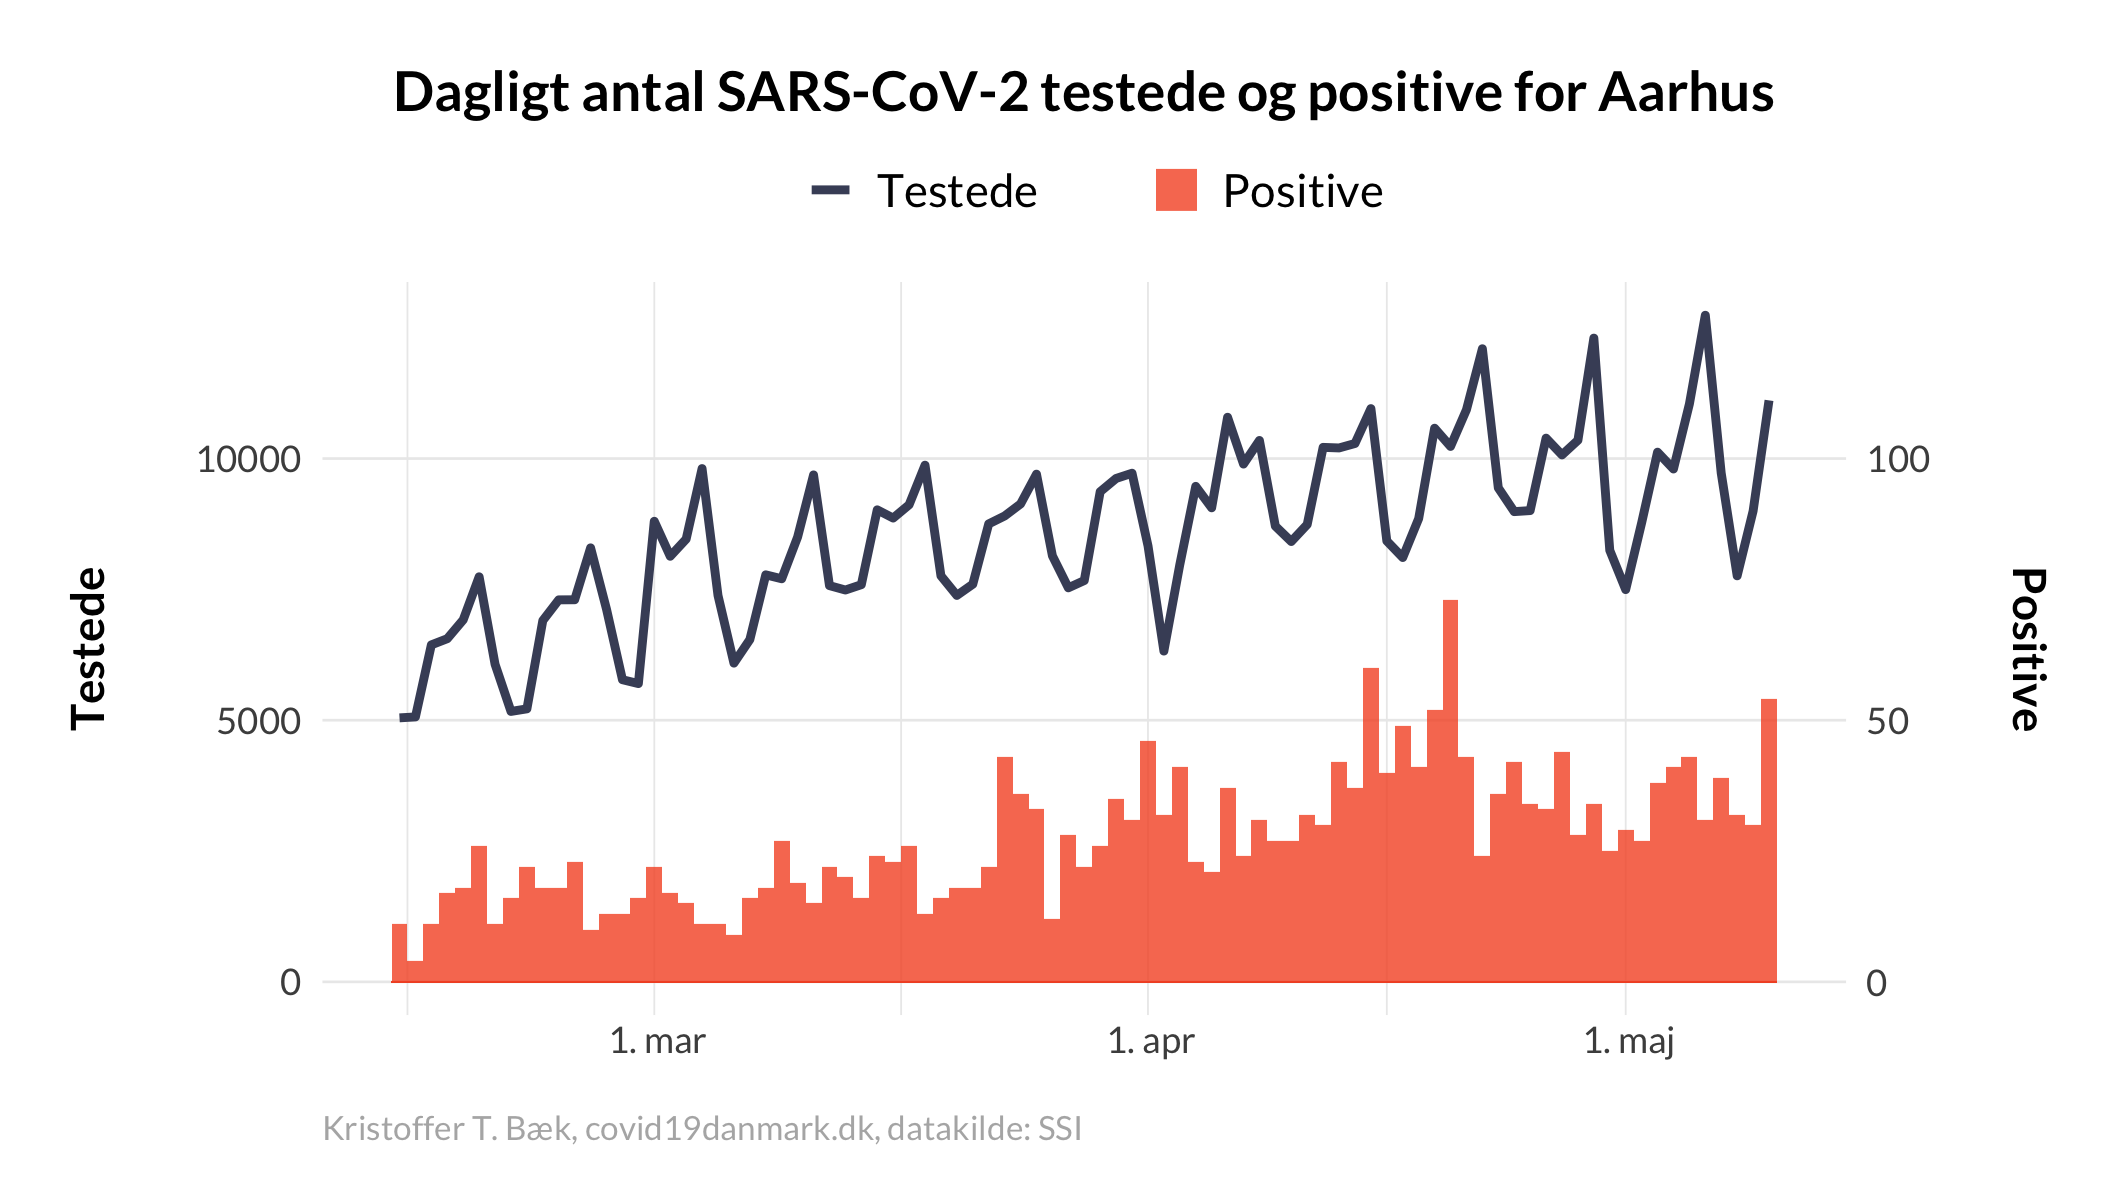 Dagligt antal SARS-CoV-2 testede og positive for Aarhus
Testede Positive
Testede
10000
5000
0
100
50
0
Positive
1. mar 1. apr 1. maj
Kristoffer T. Bæk, covid19danmark.dk, datakilde: SSI